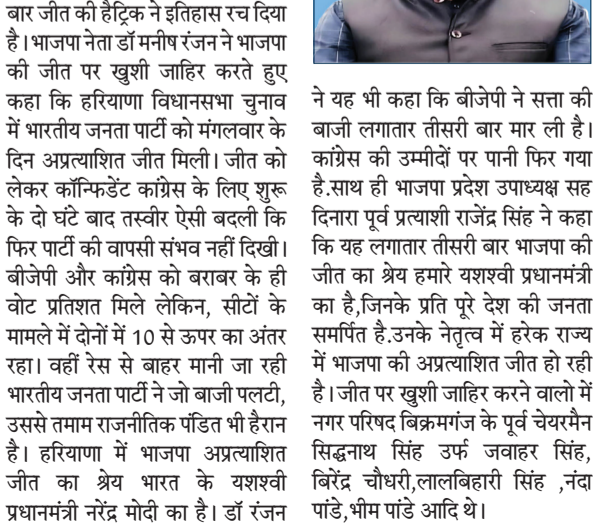 बार जीत की हैट्रिक ने इतिहास रच दिया
है।भाजपा नेता डॉ मनीष रंजन ने भाजपा
की जीत पर खुशी जाहिर करते हुए
कहा कि हरियाणा विधानसभा चुनाव
में भारतीय जनता पार्टी को मंगलवार के
दिन अप्रत्याशित जीत मिली। जीत को
लेकर कॉन्फिडेंट कांग्रेस के लिए शुरू
के दो घंटे बाद तस्वीर ऐसी बदली कि
फिर पार्टी की वापसी संभव नहीं दिखी।
बीजेपी और कांग्रेस को बराबर के ही
वोट प्रतिशत मिले लेकिन, सीटों के
मामले में दोनों में 10 से ऊपर का अंतर
रहा। वहीं रेस से बाहर मानी जा रही
भारतीय जनता पार्टी ने जो बाजी पलटी,
उससे तमाम राजनीतिक पंडित भी हैरान
है। हरियाणा में भाजपा अप्रत्याशित
जीत का श्रेय भारत के यशश्वी
प्रधानमंत्री नरेंद्र मोदी का है। डॉ रंजन
ने यह भी कहा कि बीजेपी ने सत्ता की
बाजी लगातार तीसरी बार मार ली है।
कांग्रेस की उम्मीदों पर पानी फिर गया
है.साथ ही भाजपा प्रदेश उपाध्यक्ष सह
दिनारा पूर्व प्रत्याशी राजेंद्र सिंह ने कहा
कि यह लगातार तीसरी बार भाजपा की
जीत का श्रेय हमारे यशश्वी प्रधानमंत्री
का है,जिनके प्रति पूरे देश की जनता
समर्पित है.उनके नेतृत्व में हरेक राज्य
में भाजपा की अप्रत्याशित जीत हो रही
है।जीत पर खुशी जाहिर करने वालो में
नगर परिषद बिक्रमगंज के पूर्व चेयरमैन
सिद्धनाथ सिंह उर्फ जवाहर सिंह,
बिरेंद्र चौधरी,लालबिहारी सिंह ,नंदा
पांडे,भीम पांडे आदि थे।